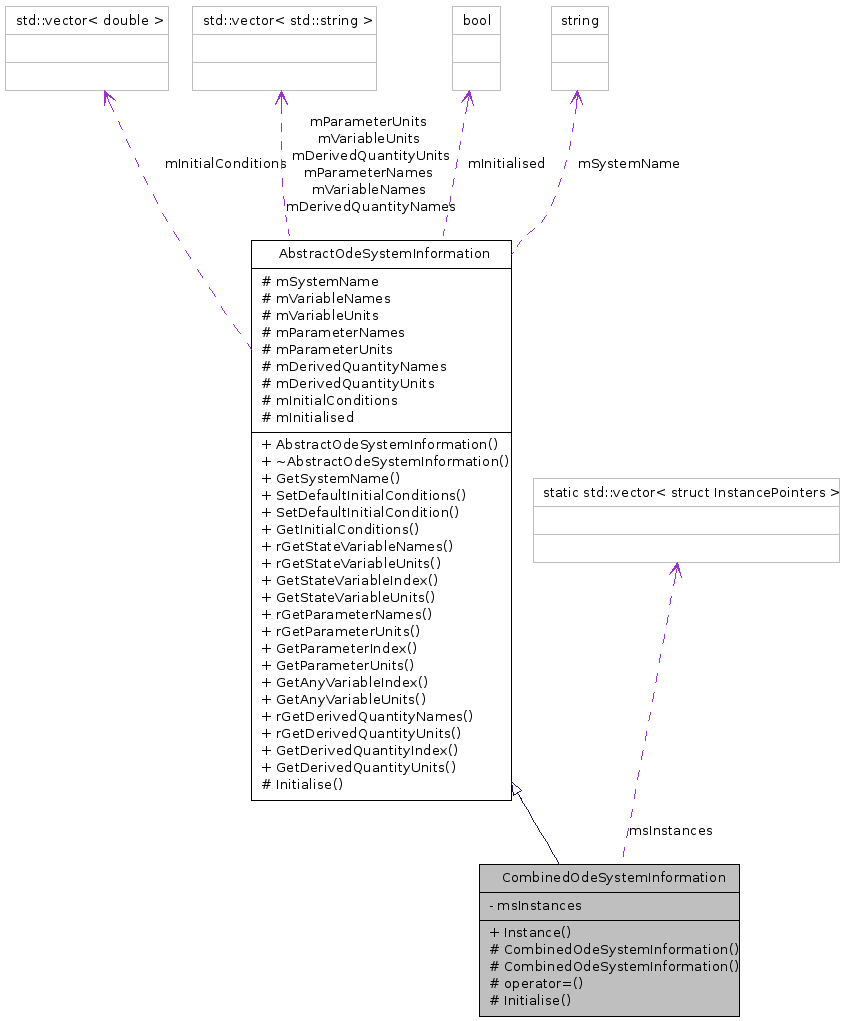 std::vector< double >
std::vector< std::string >
bool
string
mParameterUnits
mVariableUnits
mDerivedQuantityUnits
mParameterNames
mVariableNames
mDerivedQuantityNames
mInitialConditions
mInitialised
mSystemName
AbstractOdeSystemInformation
# mSystemName
# mVariableNames
# mVariableUnits
# mParameterNames
# mParameterUnits
# mDerivedQuantityNames
# mDerivedQuantityUnits
# mInitialConditions
# mInitialised
+ AbstractOdeSystemInformation()
+ ~AbstractOdeSystemInformation()
+ GetSystemName()
+ SetDefaultInitialConditions()
+ SetDefaultInitialCondition()
+ GetInitialConditions()
+ rGetStateVariableNames()
+ rGetStateVariableUnits()
+ GetStateVariableIndex()
+ GetStateVariableUnits()
+ rGetParameterNames()
+ rGetParameterUnits()
+ GetParameterIndex()
+ GetParameterUnits()
+ GetAnyVariableIndex()
+ GetAnyVariableUnits()
+ rGetDerivedQuantityNames()
+ rGetDerivedQuantityUnits()
+ GetDerivedQuantityIndex()
+ GetDerivedQuantityUnits()
# Initialise()
static std::vector< struct InstancePointers >
msInstances
CombinedOdeSystemInformation
- msInstances
+ Instance()
# CombinedOdeSystemInformation()
# CombinedOdeSystemInformation()
# operator=()
# Initialise()